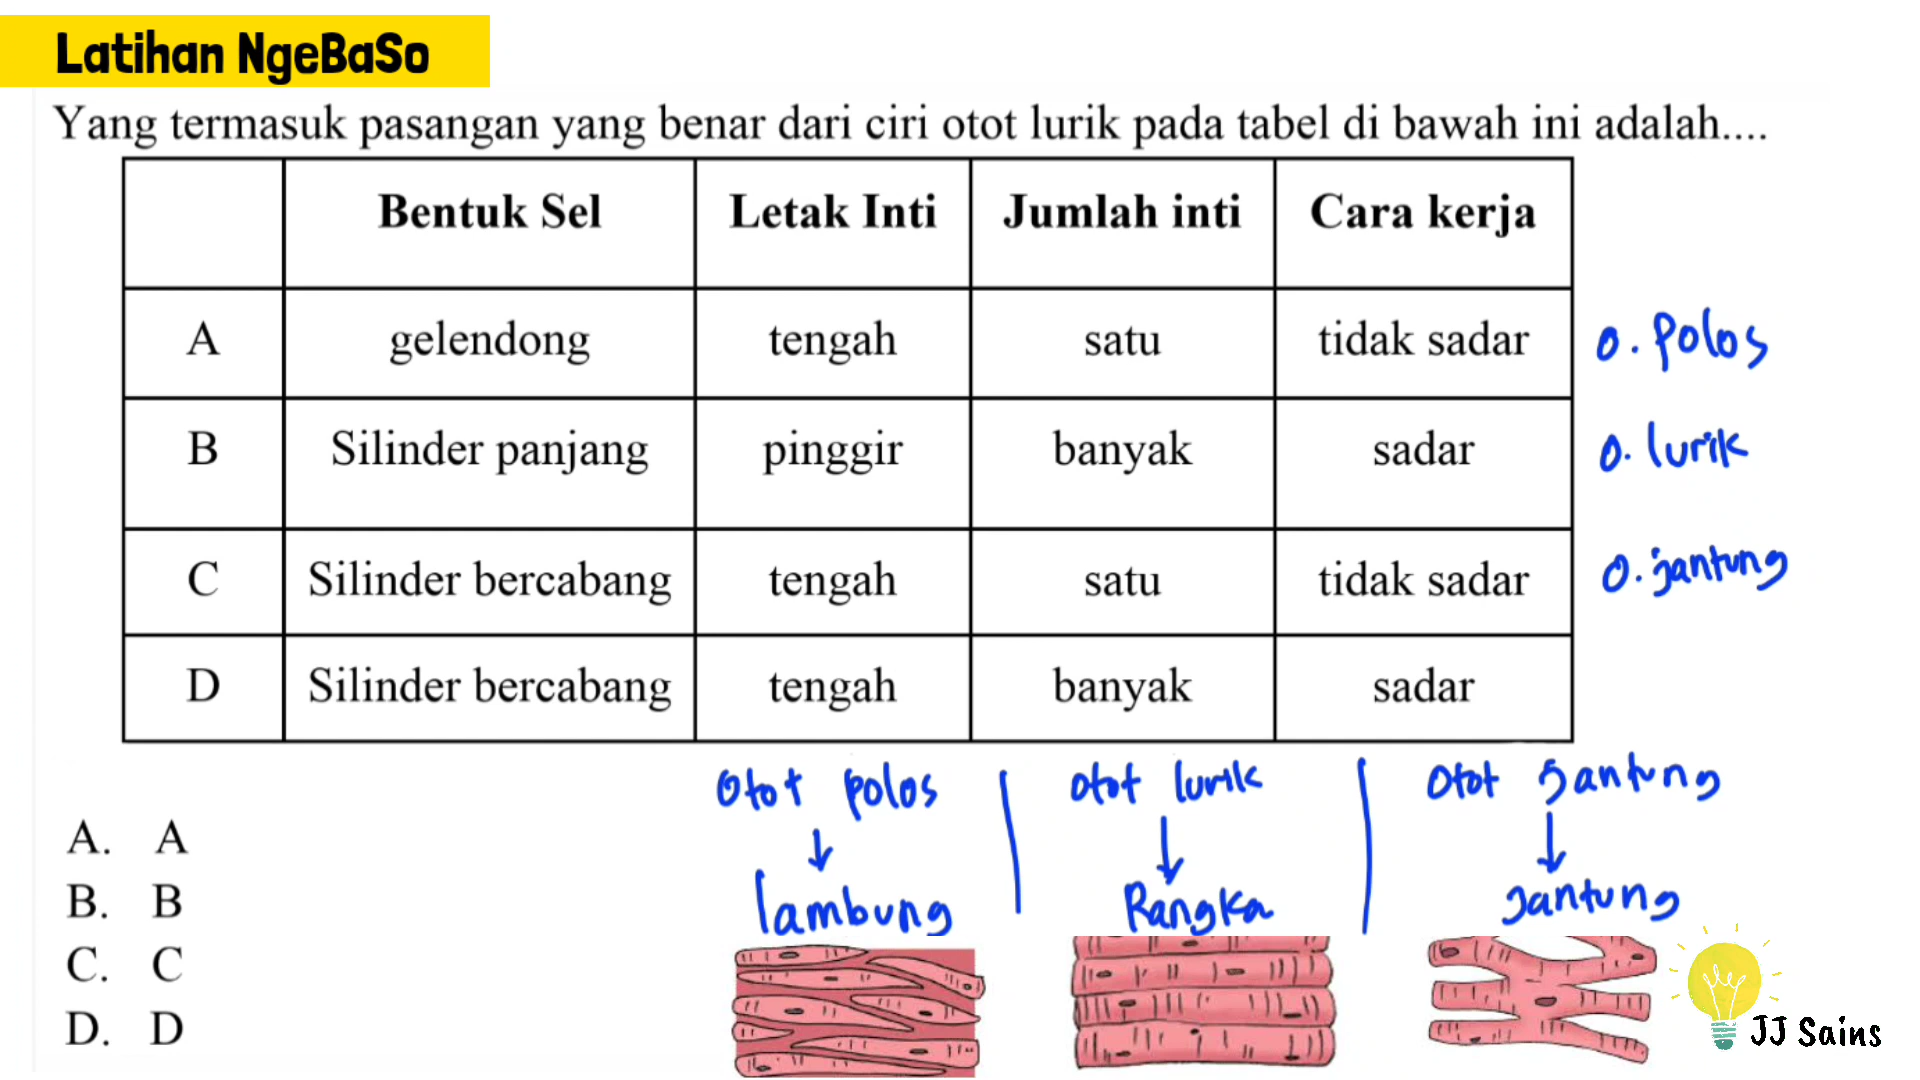 Latihan NgeBaSo
Yang termasuk pasangan yang benar dari ciri otot lurik pada tabel di bawah ini adalah....
Bentuk Sel Letak Inti Jumlah inti Cara kerja
A gelendong tengah satu tidak sadar o. polos
B Silinder panjang pinggir banyak sadar o. lurik
C Silinder bercabang tengah satu tidak sadar o. jantung
D Silinder bercabang tengah banyak sadar
otot polos otot lurik otot jantung
lambung Rangka jantung
A. A
B. B
C. C
D. D
JJ Sains